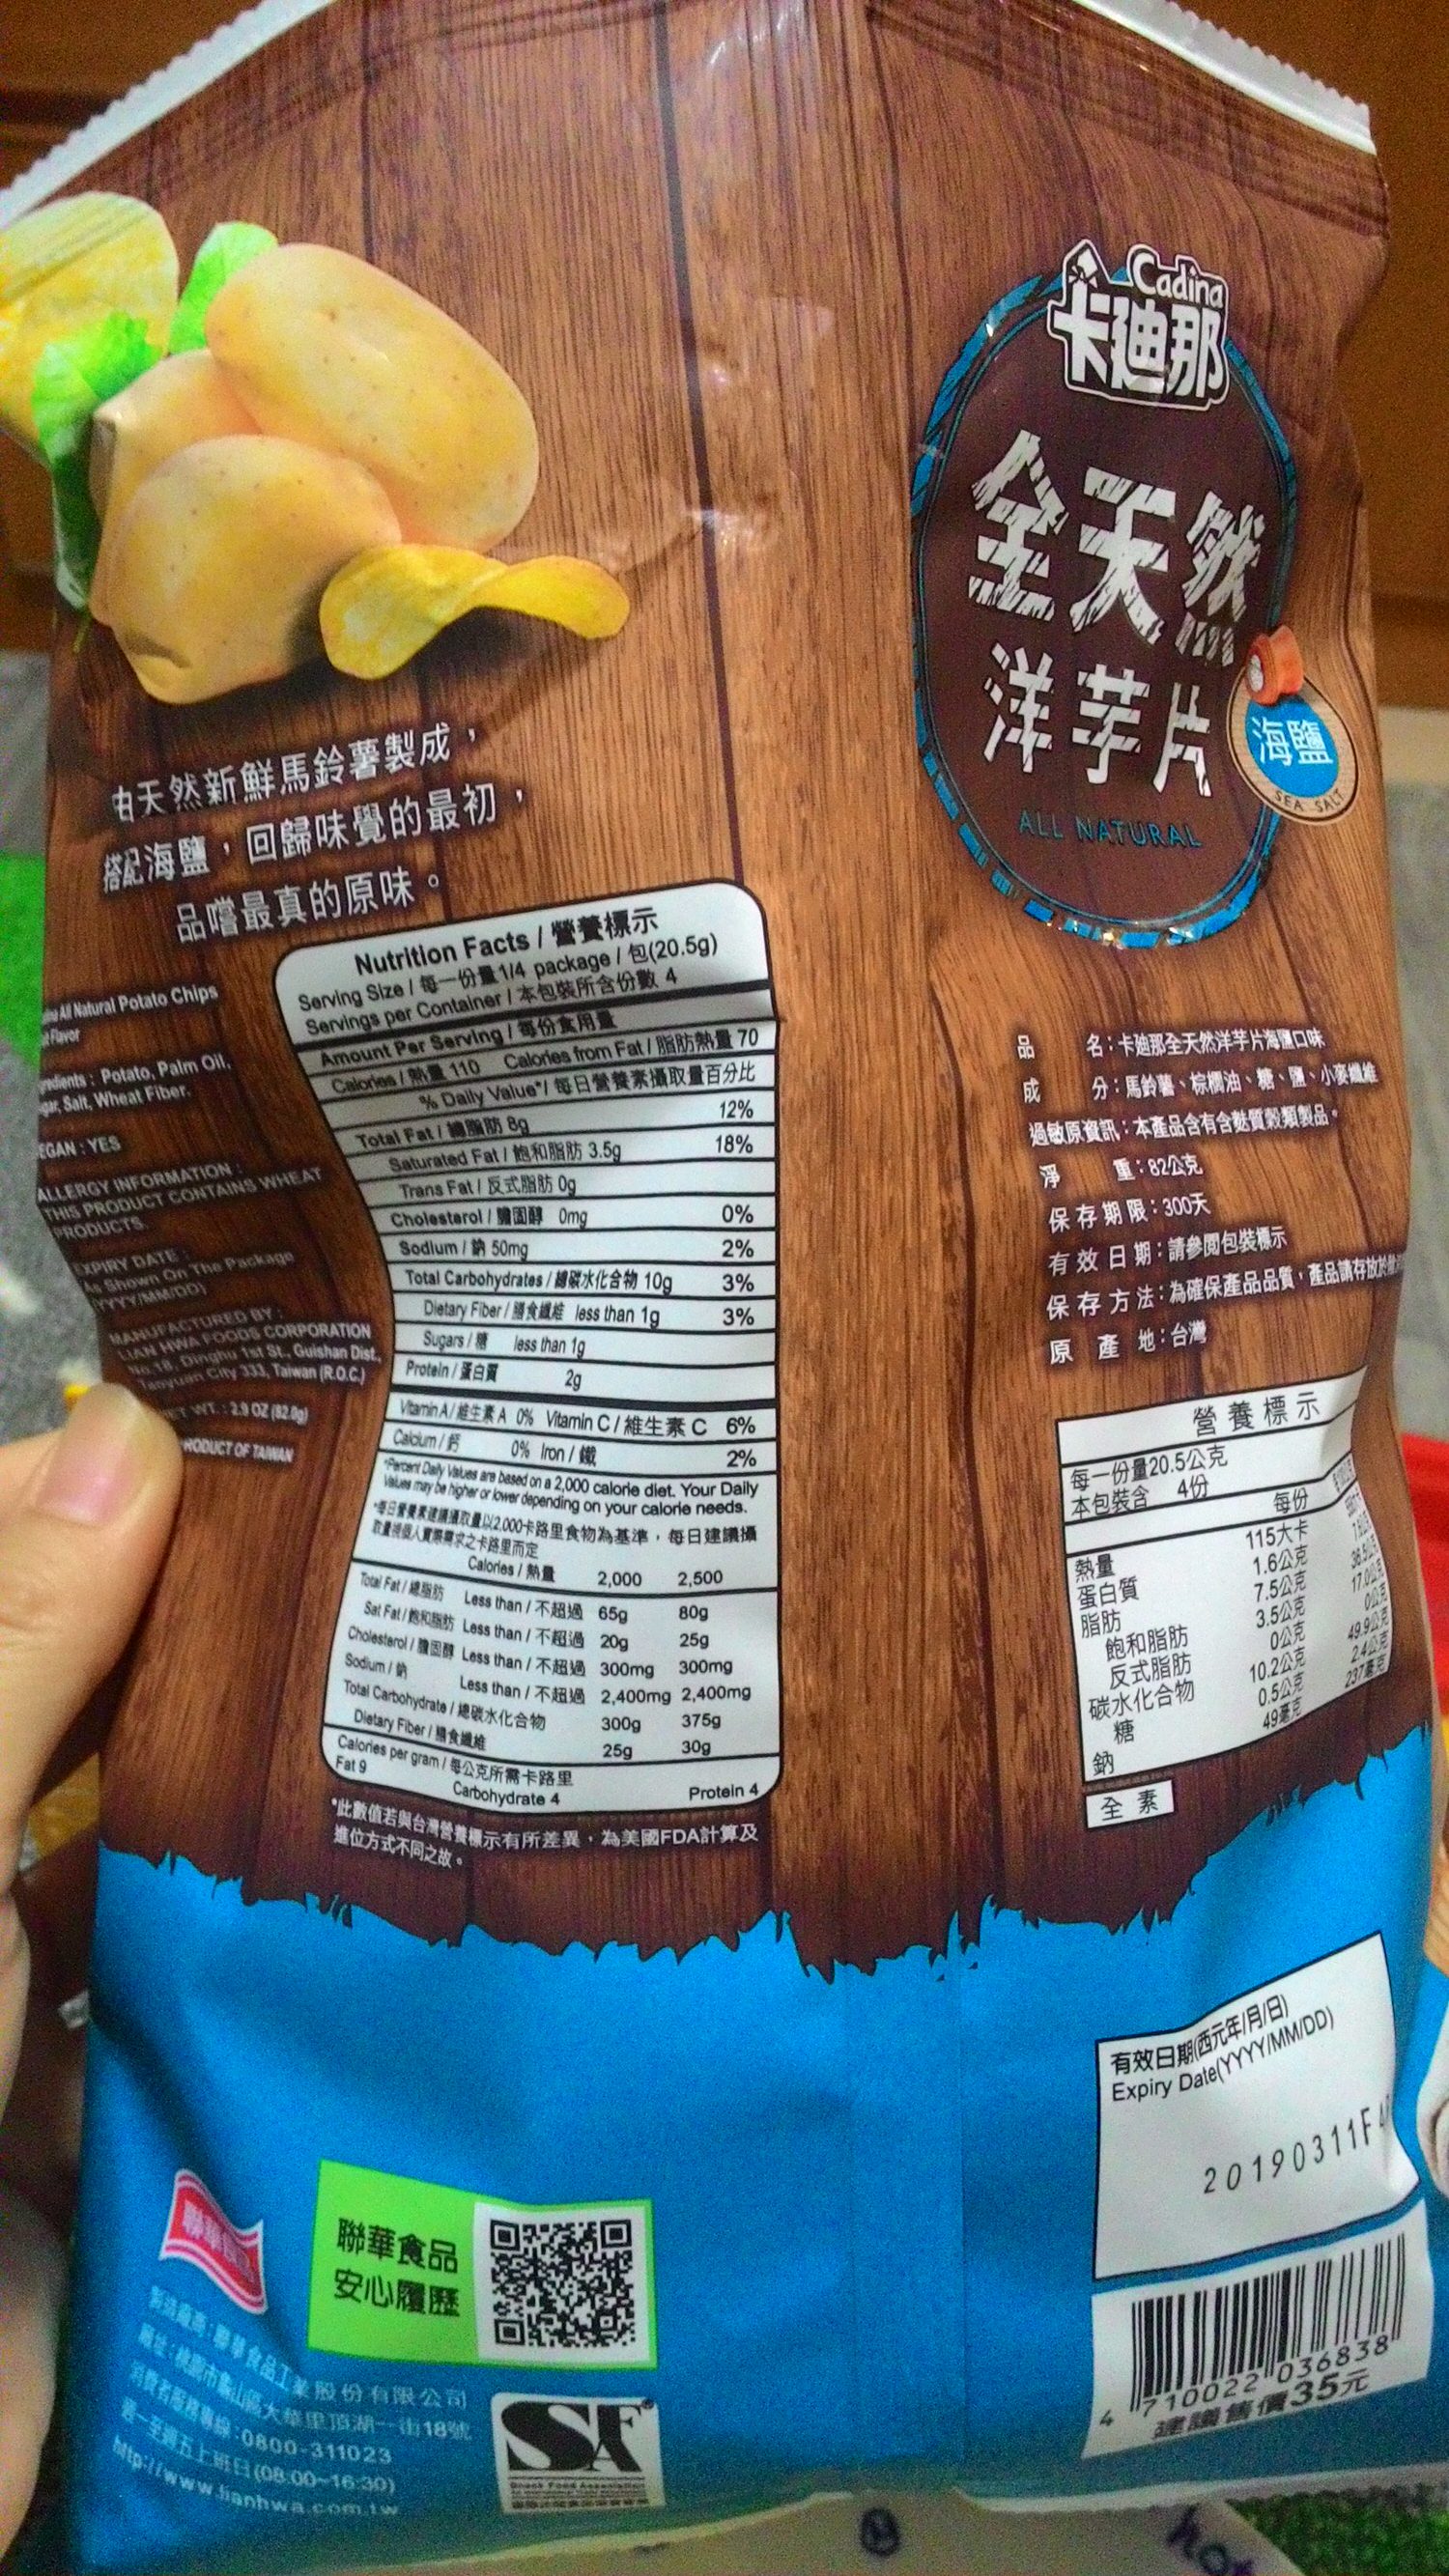 由天然新鮮馬鈴薯製成，
搭配海鹽，回歸味覺的最初，
品嚐最真的原味。
All Natural Potato Chips
Flavor
Potato, Palm Oil,
Salt, Wheat Fiber.
YES
ALLERGY INFORMATION :
THIS PRODUCT CONTAINS WHEAT
PRODUCTS.
EXPIRY DATE :
As Shown On The Package
(YYYY/MM/DD)
MANUFACTURED BY :
LIAN HWA FOODS CORPORATION
No.18, Dinghu 1st St., Guishan Dist.,
Taoyuan City 333, Taiwan (R.O.C.)
WT. : 2.9 OZ (82.0g)
PRODUCT OF TAIWAN
Nutrition Facts / 營養標示
Serving Size / 每一份量1/4 package / 包(20.5g)
Servings per Container / 本包裝所含份數 4
Amount Per Serving / 每份食用量
Calories / 熱量 110 Calories from Fat / 脂肪熱量 70
% Daily Value* / 每日營養素攝取量百分比
Total Fat / 總脂肪 8g 12%
Saturated Fat / 飽和脂肪 3.5g 18%
Trans Fat / 反式脂肪 0g
Cholesterol / 膽固醇 0mg 0%
Sodium / 鈉 50mg 2%
Total Carbohydrates / 總碳水化合物 10g 3%
Dietary Fiber / 膳食纖維 less than 1g 3%
Sugars / 糖 less than 1g
Protein / 蛋白質 2g
Vitamin A / 維生素 A 0% Vitamin C / 維生素 C 6%
Calcium / 鈣 0% Iron / 鐵 2%
*Percent Daily Values are based on a 2,000 calorie diet. Your Daily
Values may be higher or lower depending on your calorie needs.
*每日營養素建議攝取量以2,000卡路里食物為基準，每日建議攝
取量視個人實際需求之卡路里而定
Calories / 熱量 2,000 2,500
Total Fat / 總脂肪 Less than / 不超過 65g 80g
Sat Fat / 飽和脂肪 Less than / 不超過 20g 25g
Cholesterol / 膽固醇 Less than / 不超過 300mg 300mg
Sodium / 鈉 Less than / 不超過 2,400mg 2,400mg
Total Carbohydrate / 總碳水化合物 300g 375g
Dietary Fiber / 膳食纖維 25g 30g
Calories per gram / 每公克所需卡路里
Fat 9 Carbohydrate 4 Protein 4
*此數值若與台灣營養標示有所差異，為美國FDA計算及
進位方式不同之故。
聯華食品
安心履歷
製造廠商：聯華食品工業股份有限公司
廠址：桃園市龜山區大華里頂湖一街18號
消費者服務專線：0800-311023
週一至週五上班日(08:00~16:30)
http://www.lianhwa.com.tw
SFA
Snack Food Association
Cadina
卡廸那
全天然
洋芋片
海鹽
SEA SALT
ALL NATURAL
品名：卡廸那全天然洋芋片海鹽口味
成分：馬鈴薯、棕櫚油、糖、鹽、小麥纖維
過敏原資訊：本產品含有含麩質穀類製品。
淨重：82公克
保存期限：300天
有效日期：請參閱包裝標示
保存方法：為確保產品品質，產品請存放於
原產地：台灣
營養標示
每一份量20.5公克
本包裝含 4份
每份
熱量 115大卡
蛋白質 1.6公克
脂肪 7.5公克 36.5公克
飽和脂肪 3.5公克 17.0公克
反式脂肪 0公克 0公克
碳水化合物 10.2公克 49.9公克
糖 0.5公克 2.4公克
鈉 49毫克 237毫克
全素
有效日期(西元年/月/日)
Expiry Date(YYYY/MM/DD)
20190311F
4 710022 036838
建議售價35元